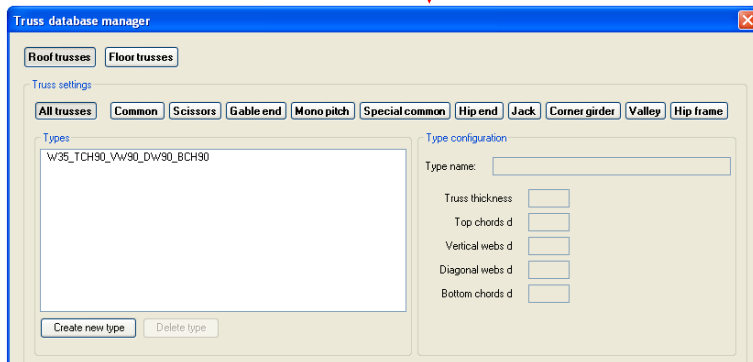 Truss database manager
Roof trusses Floor trusses
Truss settings
All trusses Common Scissors Gable end Mono pitch Special common Hip end Jack Corner girder Valley Hip frame
Types
W35_TCH90_VW90_DW90_BCH90
Create new type Delete type
Type configuration
Type name:
Truss thickness
Top chords d
Vertical webs d
Diagonal webs d
Bottom chords d